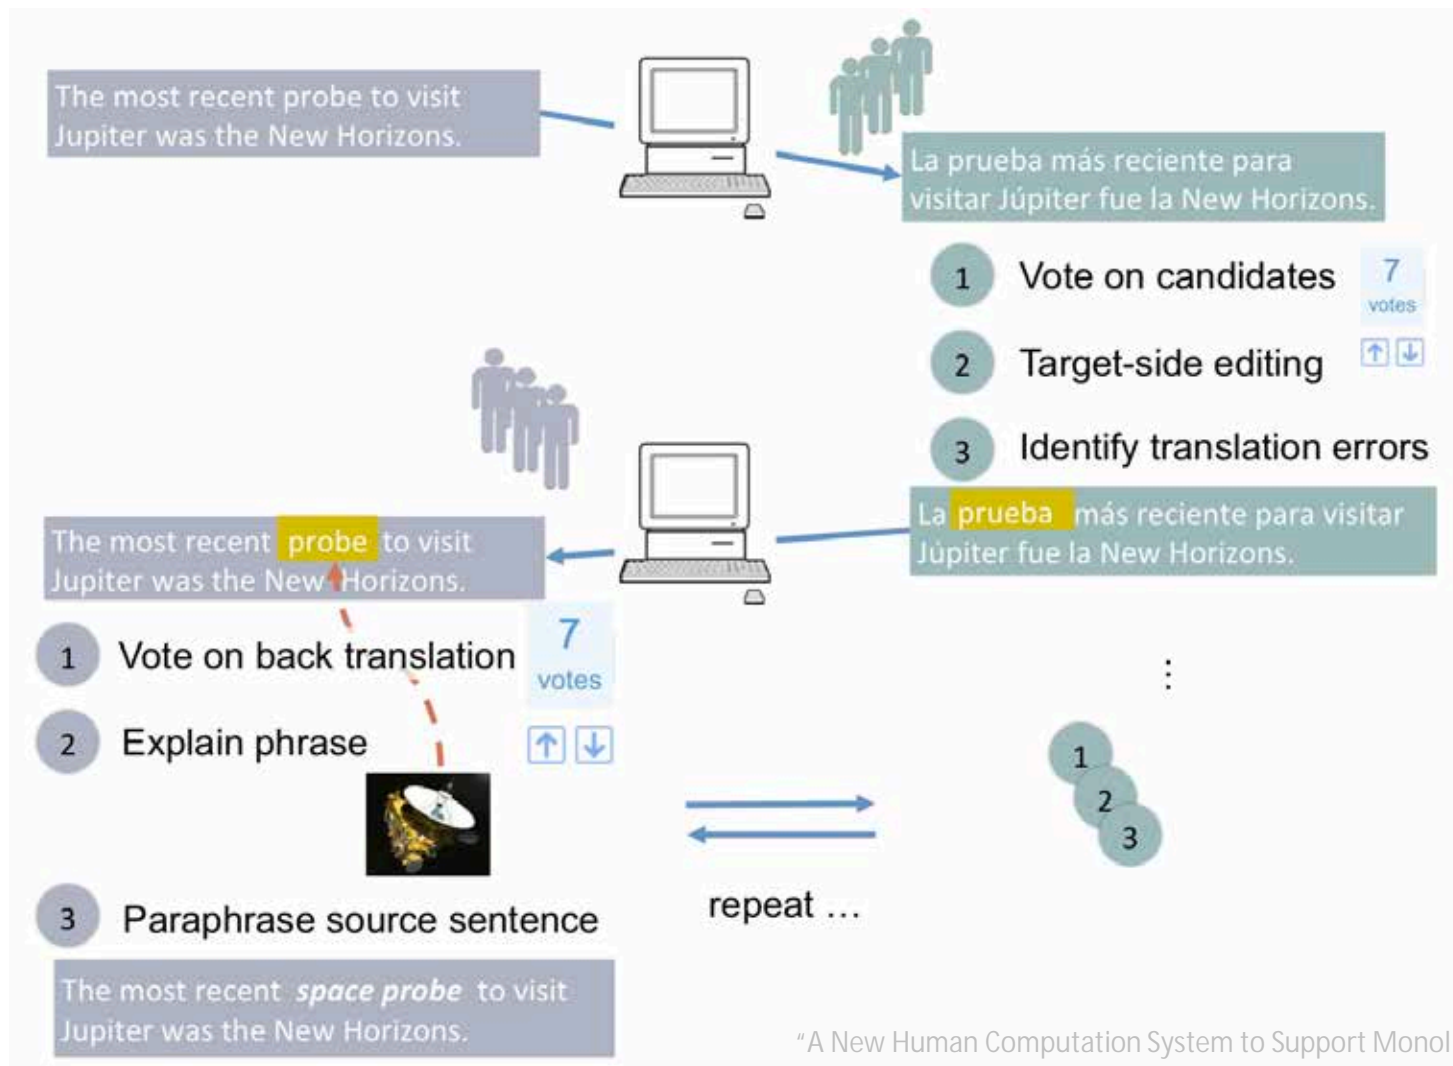 The most recent probe to visit
Jupiter was the New Horizons.
La prueba más reciente para
visitar Júpiter fue la New Horizons.
1 Vote on candidates
7
votes
2 Target-side editing
3 Identify translation errors
La prueba más reciente para visitar
Júpiter fue la New Horizons.
The most recent probe to visit
Jupiter was the New Horizons.
1 Vote on back translation
7
votes
2 Explain phrase
3 Paraphrase source sentence
The most recent space probe to visit
Jupiter was the New Horizons.
repeat ...
⋮
1
2
3
"A New Human Computation System to Support Monol